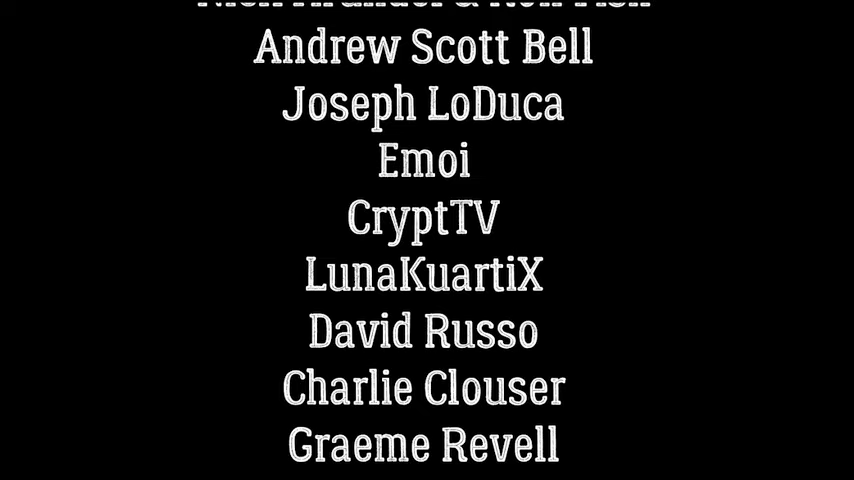 Andrew Scott Bell
Joseph LoDuca
Emoi
CryptTV
LunaKuartiX
David Russo
Charlie Clouser
Graeme Revell